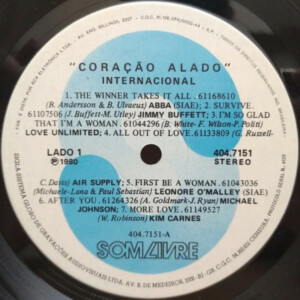 "CORAÇÃO ALADO"
INTERNACIONAL
1. THE WINNER TAKES IT ALL. 61168610
(B. Andersson & B. Ulvaeus) ABBA (SIAE); 2. SURVIVE.
61107506 (J. Buffett-M. Utley) JIMMY BUFFETT; 3. I'M SO GLAD
THAT I'M A WOMAN. 61044296 (B. White-F. Wilson-P. Politi)
LOVE UNLIMITED; 4. ALL OUT OF LOVE. 61133809 (G. Russell-
LADO 1
℗ 1980
404.7151
STEREO
C. Davis) AIR SUPPLY; 5. FIRST BE A WOMAN. 61043036
(Michaele-Lana & Paul Sebastian) LEONORE O'MALLEY (SIAE);
6. AFTER YOU. 61264326 (A. Goldmark-J. Ryan) MICHAEL
JOHNSON; 7. MORE LOVE. 61149527
(W. Robinson) KIM CARNES
404.7151-A
SOM LIVRE